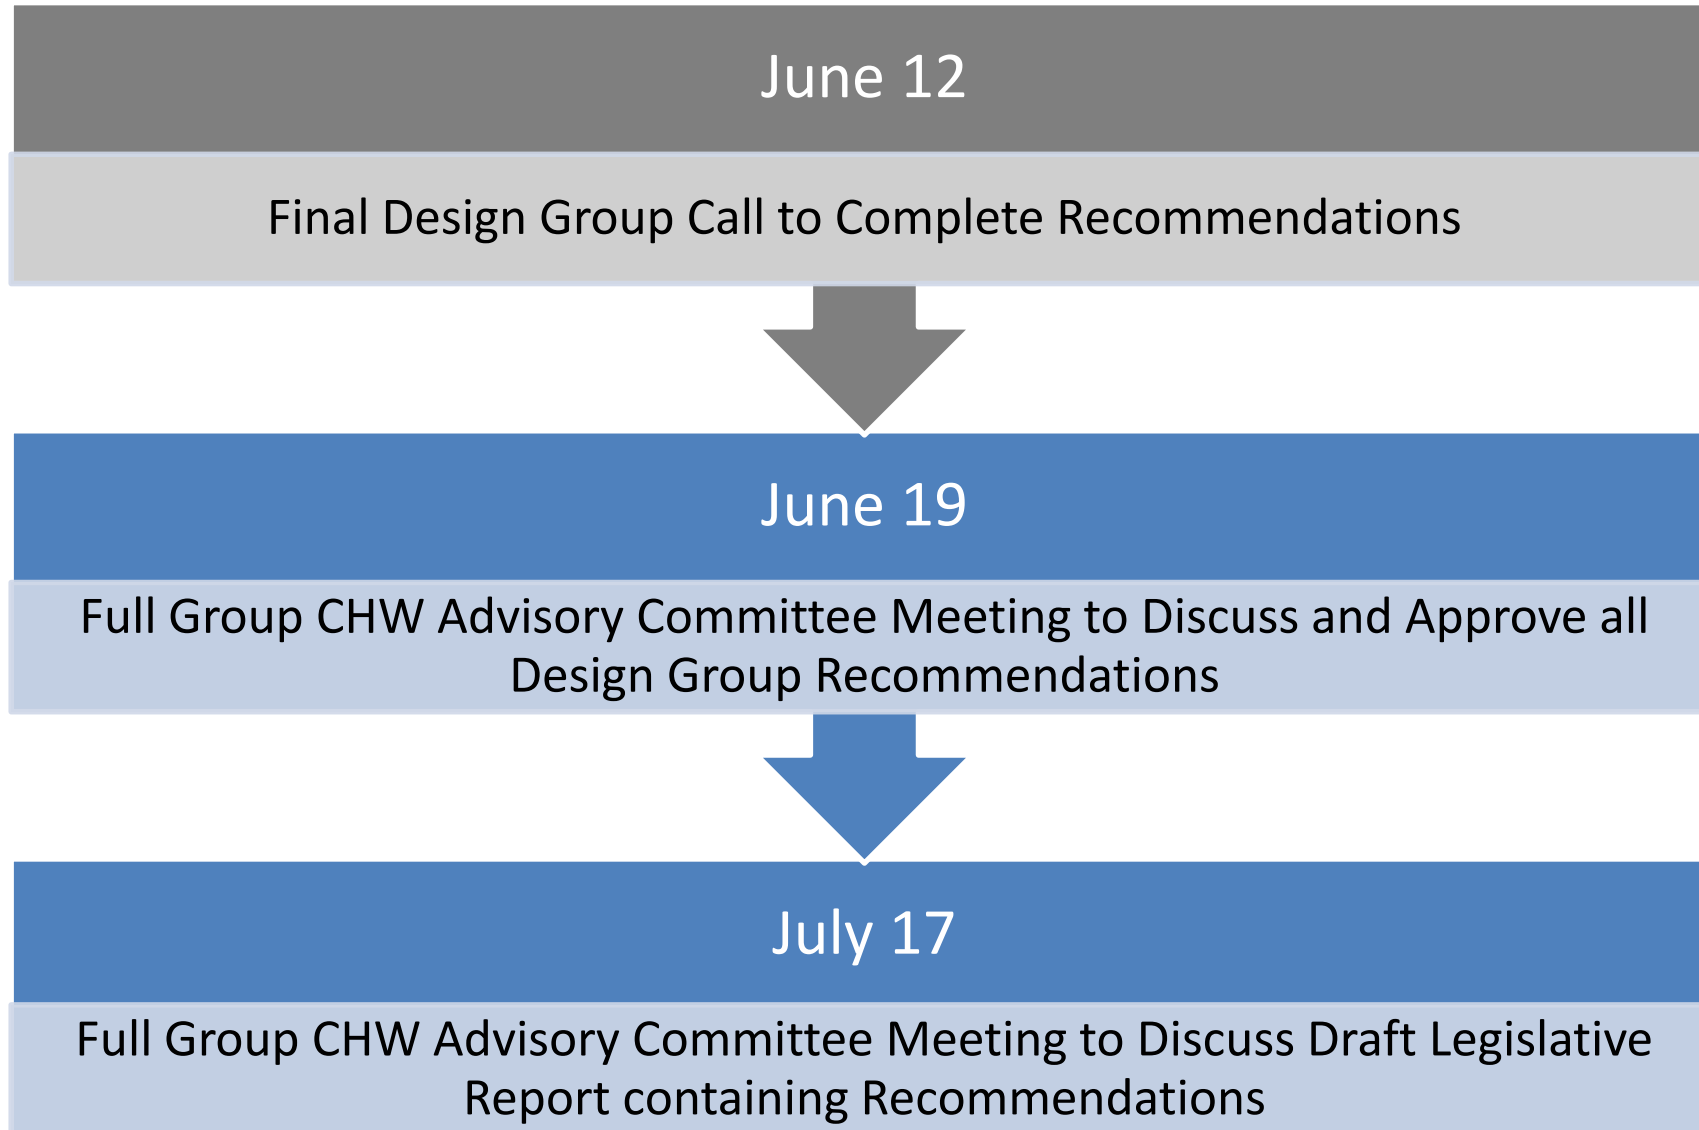 June 12
Final Design Group Call to Complete Recommendations
June 19
Full Group CHW Advisory Committee Meeting to Discuss and Approve all
Design Group Recommendations
July 17
Full Group CHW Advisory Committee Meeting to Discuss Draft Legislative
Report containing Recommendations